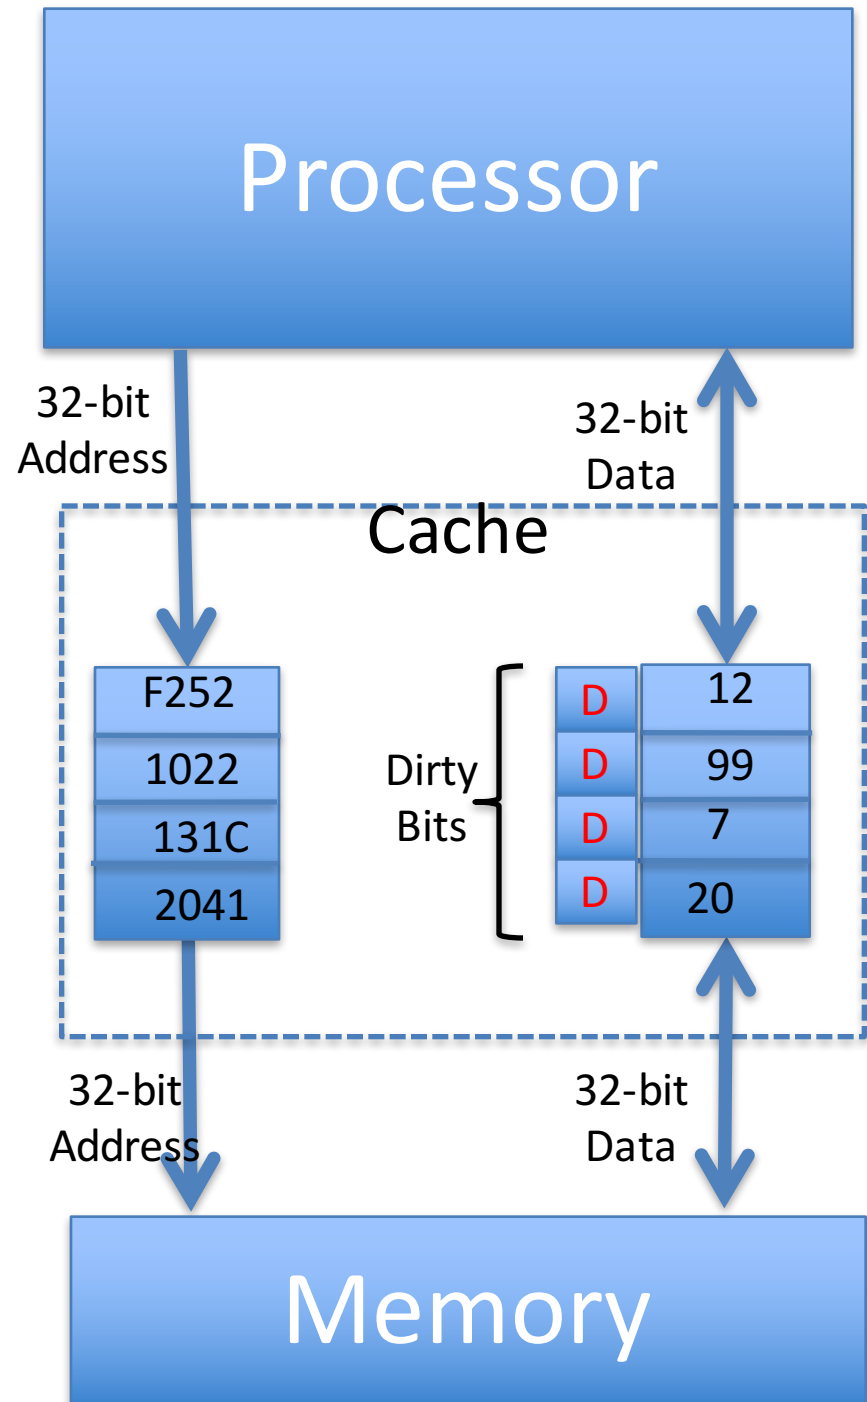 Processor
32-bit
Address
32-bit
Data
Cache
F252
1022
131C
2041
Dirty
Bits
D
D
D
D
12
99
7
20
32-bit
Address
32-bit
Data
Memory